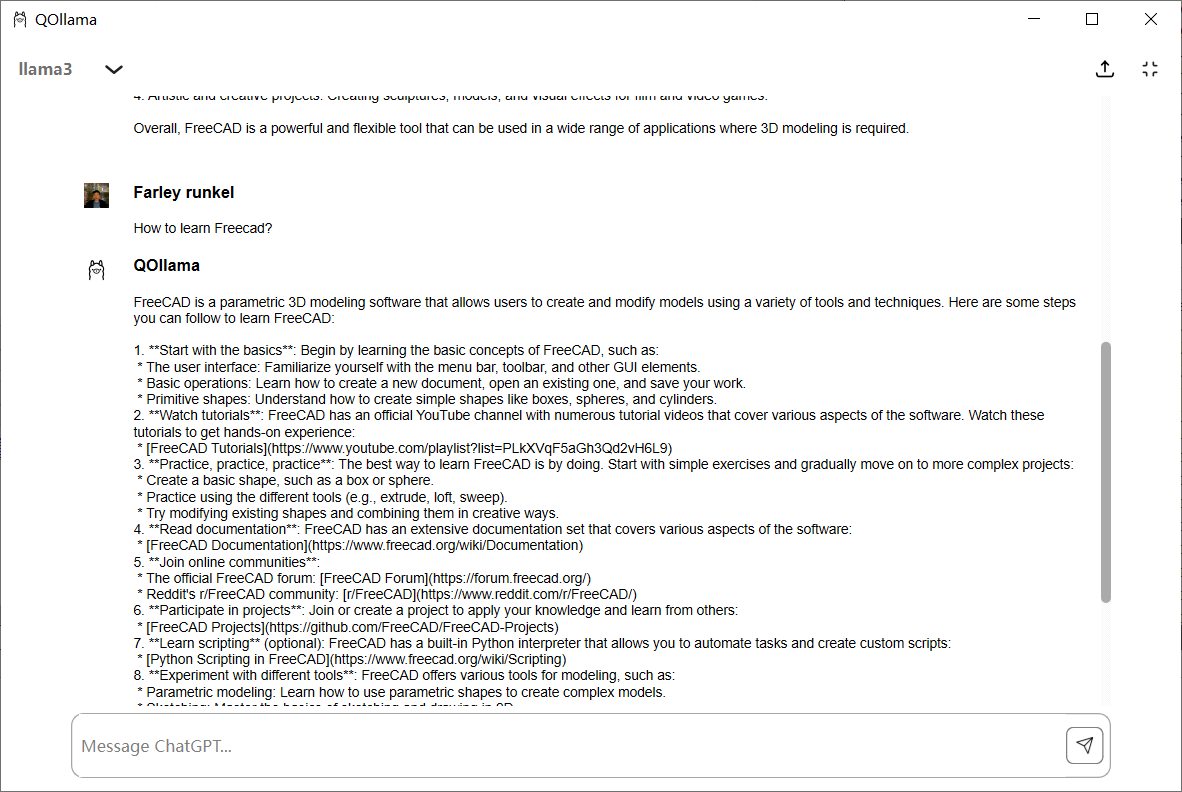 QOllama
llama3
4. Artistic and creative projects: Creating sculptures, models, and visual effects for film and video games.
Overall, FreeCAD is a powerful and flexible tool that can be used in a wide range of applications where 3D modeling is required.
Farley runkel
How to learn Freecad?
QOllama
FreeCAD is a parametric 3D modeling software that allows users to create and modify models using a variety of tools and techniques. Here are some steps
you can follow to learn FreeCAD:
1. **Start with the basics**: Begin by learning the basic concepts of FreeCAD, such as:
* The user interface: Familiarize yourself with the menu bar, toolbar, and other GUI elements.
* Basic operations: Learn how to create a new document, open an existing one, and save your work.
* Primitive shapes: Understand how to create simple shapes like boxes, spheres, and cylinders.
2. **Watch tutorials**: FreeCAD has an official YouTube channel with numerous tutorial videos that cover various aspects of the software. Watch these
tutorials to get hands-on experience:
* [FreeCAD Tutorials](https://www.youtube.com/playlist?list=PLkXVqF5aGh3Qd2vH6L9)
3. **Practice, practice, practice**: The best way to learn FreeCAD is by doing. Start with simple exercises and gradually move on to more complex projects:
* Create a basic shape, such as a box or sphere.
* Practice using the different tools (e.g., extrude, loft, sweep).
* Try modifying existing shapes and combining them in creative ways.
4. **Read documentation**: FreeCAD has an extensive documentation set that covers various aspects of the software:
* [FreeCAD Documentation](https://www.freecad.org/wiki/Documentation)
5. **Join online communities**:
* The official FreeCAD forum: [FreeCAD Forum](https://forum.freecad.org/)
* Reddit's r/FreeCAD community: [r/FreeCAD](https://www.reddit.com/r/FreeCAD/)
6. **Participate in projects**: Join or create a project to apply your knowledge and learn from others:
* [FreeCAD Projects](https://github.com/FreeCAD/FreeCAD-Projects)
7. **Learn scripting** (optional): FreeCAD has a built-in Python interpreter that allows you to automate tasks and create custom scripts:
* [Python Scripting in FreeCAD](https://www.freecad.org/wiki/Scripting)
8. **Experiment with different tools**: FreeCAD offers various tools for modeling, such as:
* Parametric modeling: Learn how to use parametric shapes to create complex models.
* Sketching: Master the basics of sketching and drawing in 2D.
Message ChatGPT...